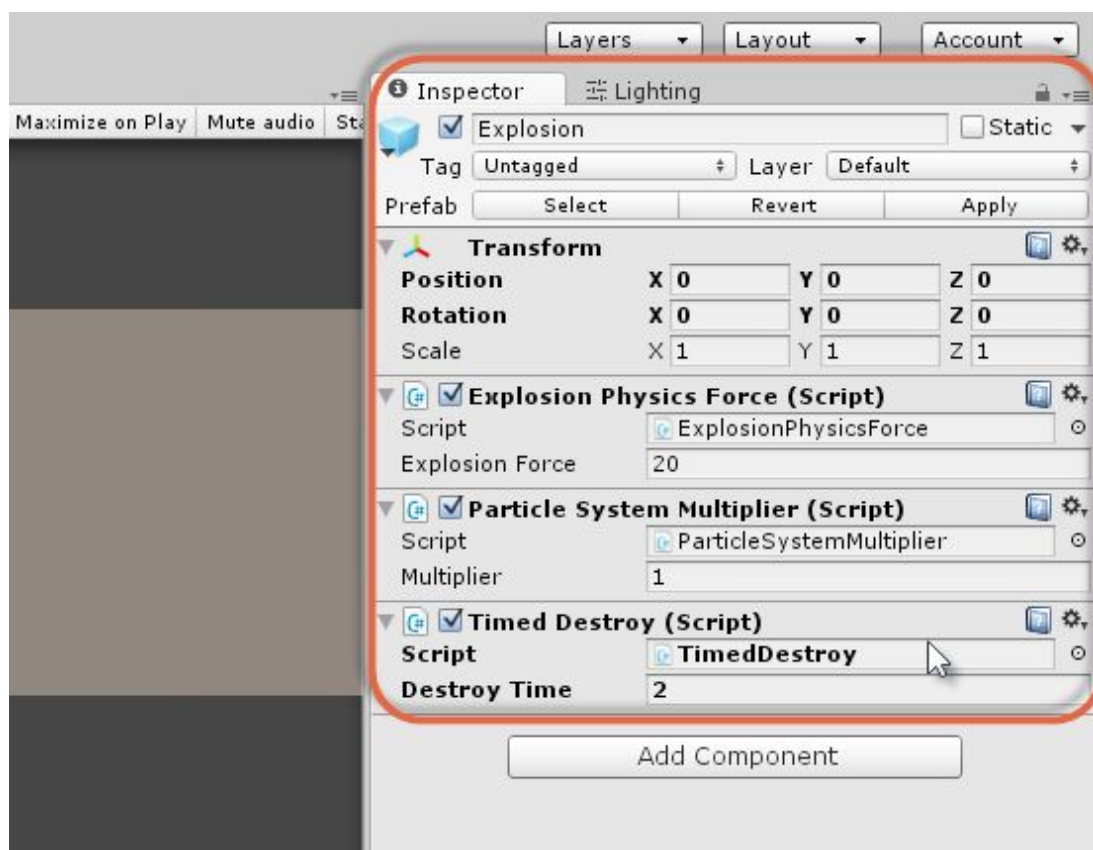 Layers Layout Account
Inspector Lighting
Maximize on Play Mute audio
Explosion Static
Tag Untagged Layer Default
Prefab Select Revert Apply
Transform
Position X 0 Y 0 Z 0
Rotation X 0 Y 0 Z 0
Scale X 1 Y 1 Z 1
C# Explosion Physics Force (Script)
Script ExplosionPhysicsForce
Explosion Force 20
C# Particle System Multiplier (Script)
Script ParticleSystemMultiplier
Multiplier 1
C# Timed Destroy (Script)
Script TimedDestroy
Destroy Time 2
Add Component